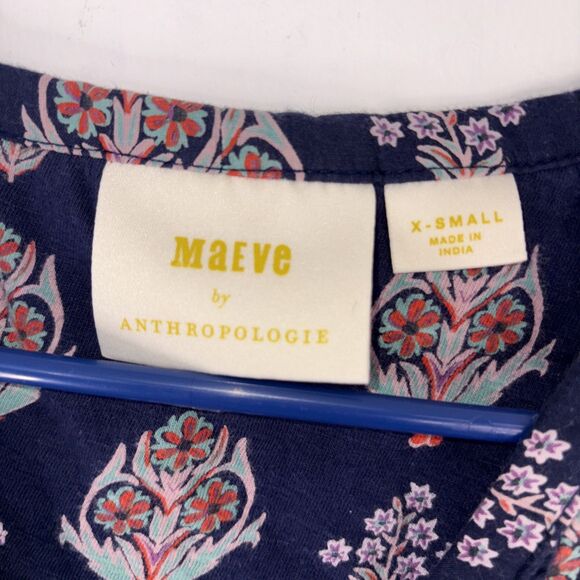 MaEVe
by
ANTHROPOLOGIE
X-SMALL
MADE IN
INDIA